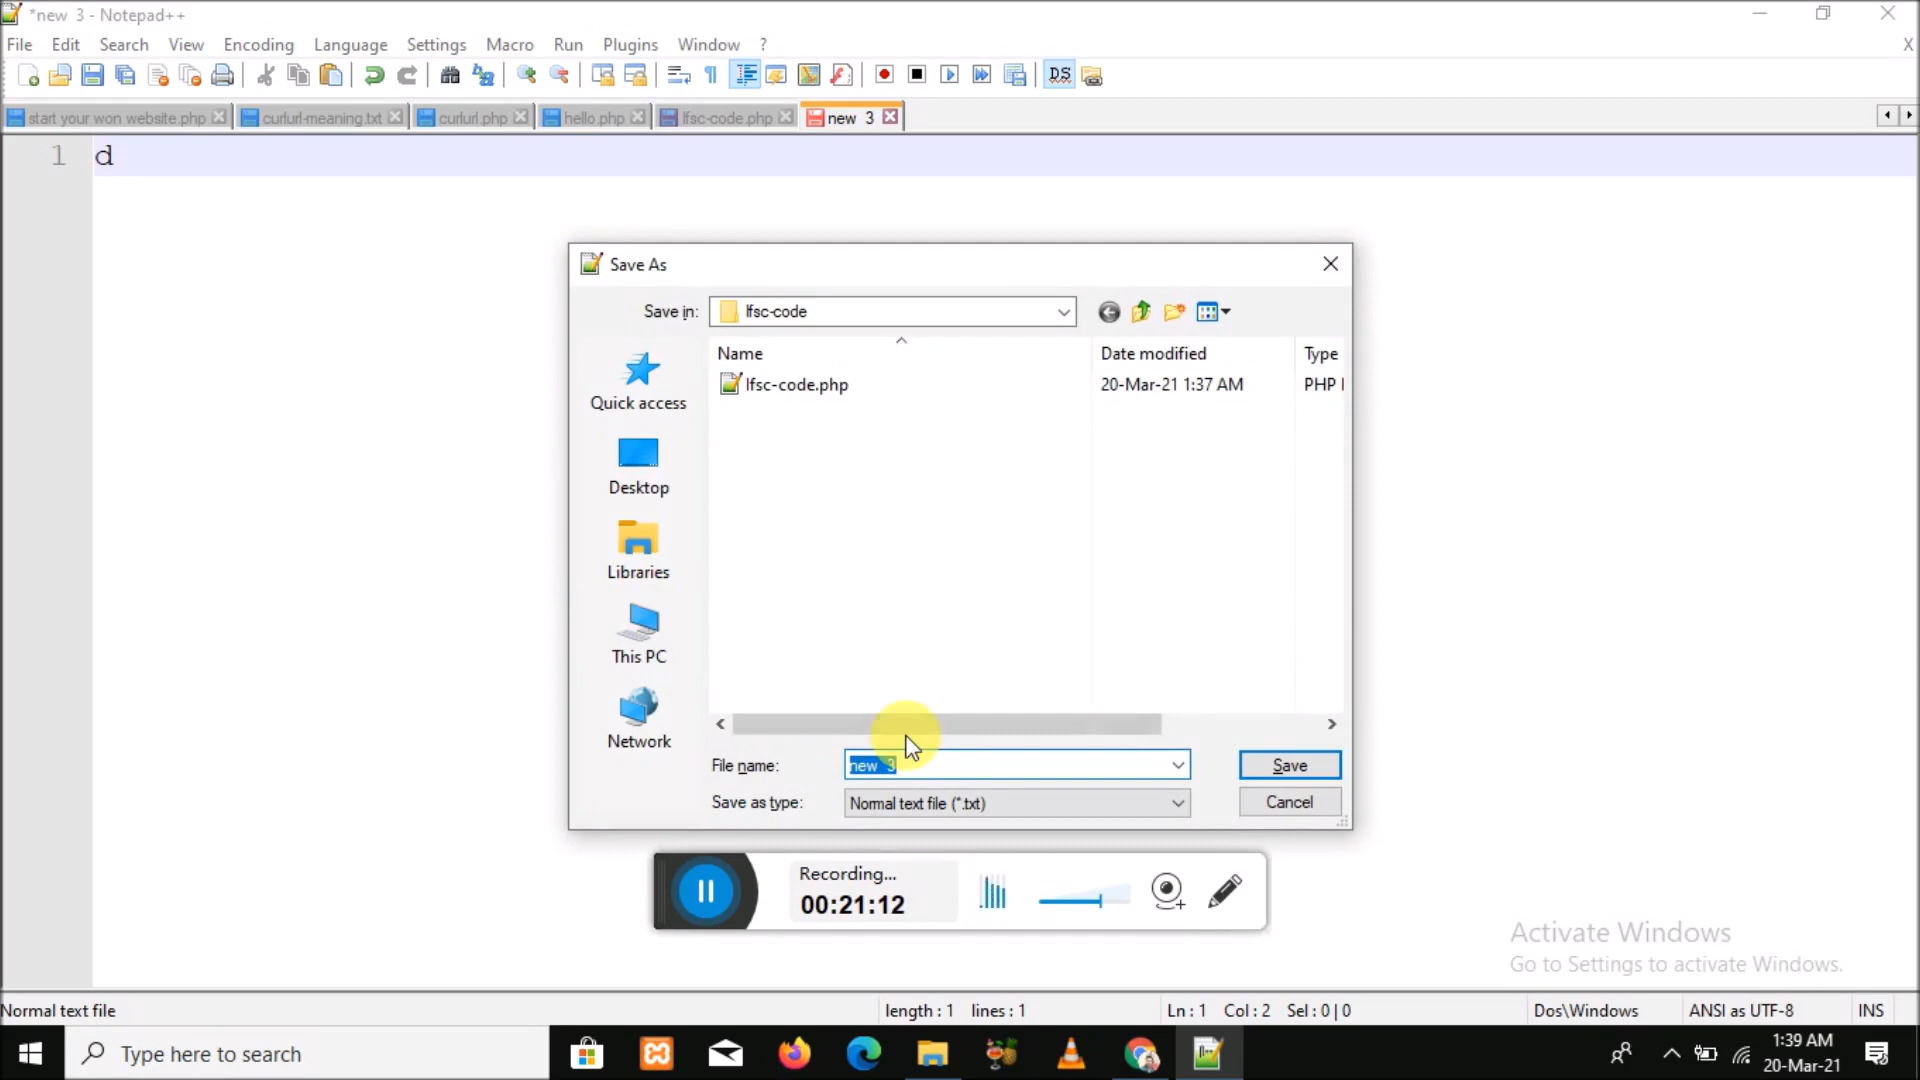 *new 3 - Notepad++
File Edit Search View Encoding Language Settings Macro Run Plugins Window ? X
start your won website.php curlurl-meaning.txt curlurl.php hello.php Ifsc-code.php new 3
1 d
Save As
Save in: Ifsc-code
Name Date modified Type
Ifsc-code.php 20-Mar-21 1:37 AM PHP
Quick access
Desktop
Libraries
This PC
Network
File name: new 3 Save
Save as type: Normal text file (*.txt) Cancel
Recording...
00:21:12
Activate Windows
Go to Settings to activate Windows.
Normal text file length : 1 lines : 1 Ln : 1 Col : 2 Sel : 0 | 0 Dos\Windows ANSI as UTF-8 INS
Type here to search
1:39 AM
20-Mar-21